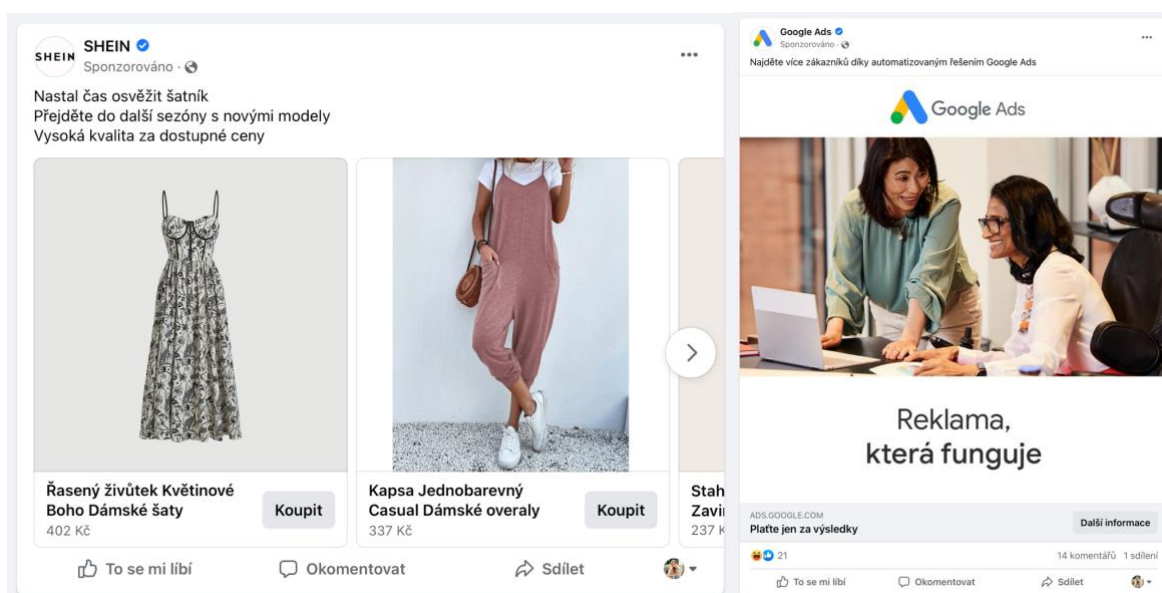 SHEIN
SHEIN
Sponzorováno ·
Nastal čas osvěžit šatník
Přejděte do další sezóny s novými modely
Vysoká kvalita za dostupné ceny
Řasený živůtek Květinové
Boho Dámské šaty
402 Kč
Koupit
Kapsa Jednobarevný
Casual Dámské overaly
337 Kč
Koupit
Stah
Zavi
237 K
To se mi líbí
Okomentovat
Sdílet
Google Ads
Sponzorováno ·
Najděte více zákazníků díky automatizovaným řešením Google Ads
Google Ads
Reklama,
která funguje
ADS.GOOGLE.COM
Plaťte jen za výsledky
Další informace
21
14 komentářů 1 sdílení
To se mi líbí
Okomentovat
Sdílet